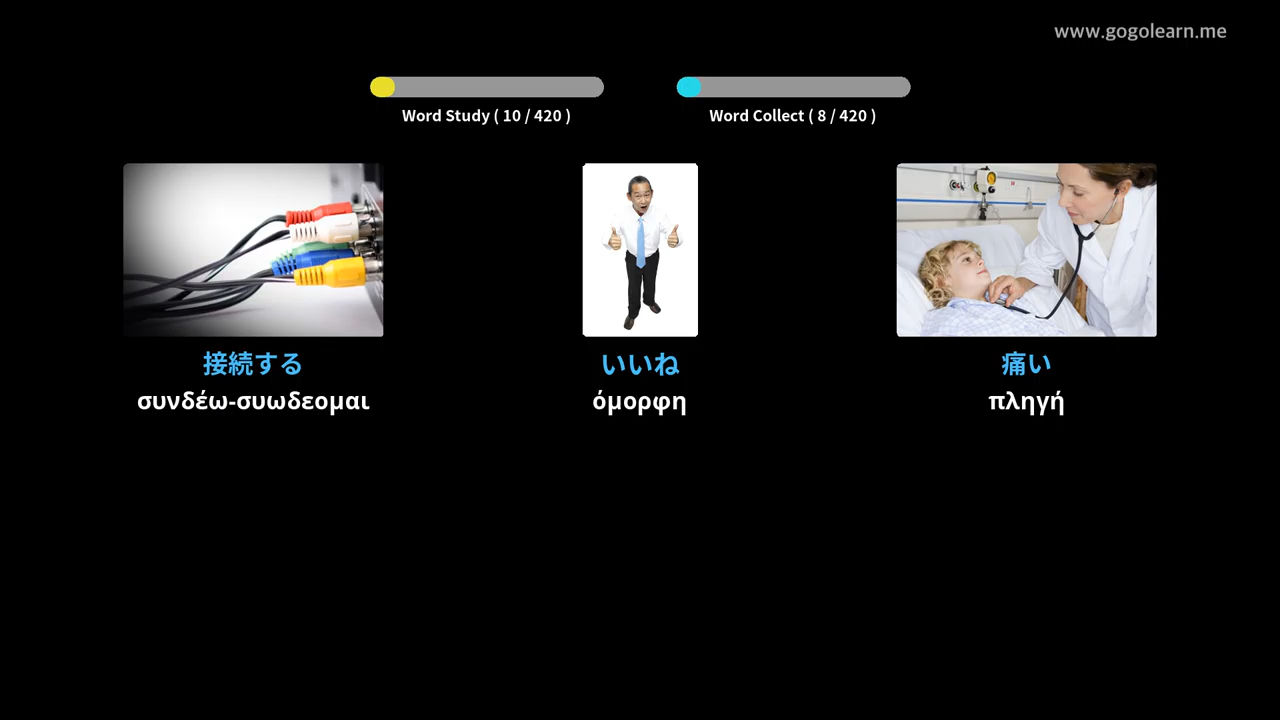 www.gogolearn.me
Word Study ( 10 / 420 )
Word Collect ( 8 / 420 )
接続する
いいね
痛い
συνδέω-συωδεομαι
όμορφη
πληγή